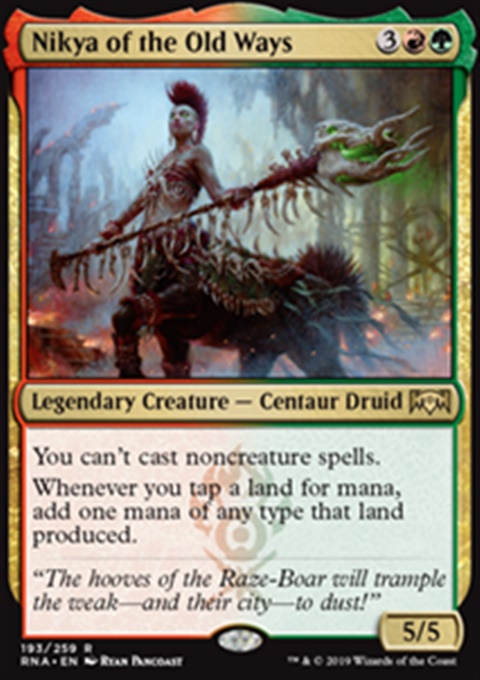 Nikya of the Old Ways 3
Legendary Creature — Centaur Druid
You can't cast noncreature spells.
Whenever you tap a land for mana,
add one mana of any type that land
produced.
"The hooves of the Raze-Boar will trample
the weak—and their city—to dust!"
5/5
193/259 R
RNA • EN Ryan Pancoast
™ & © 2019 Wizards of the Coast